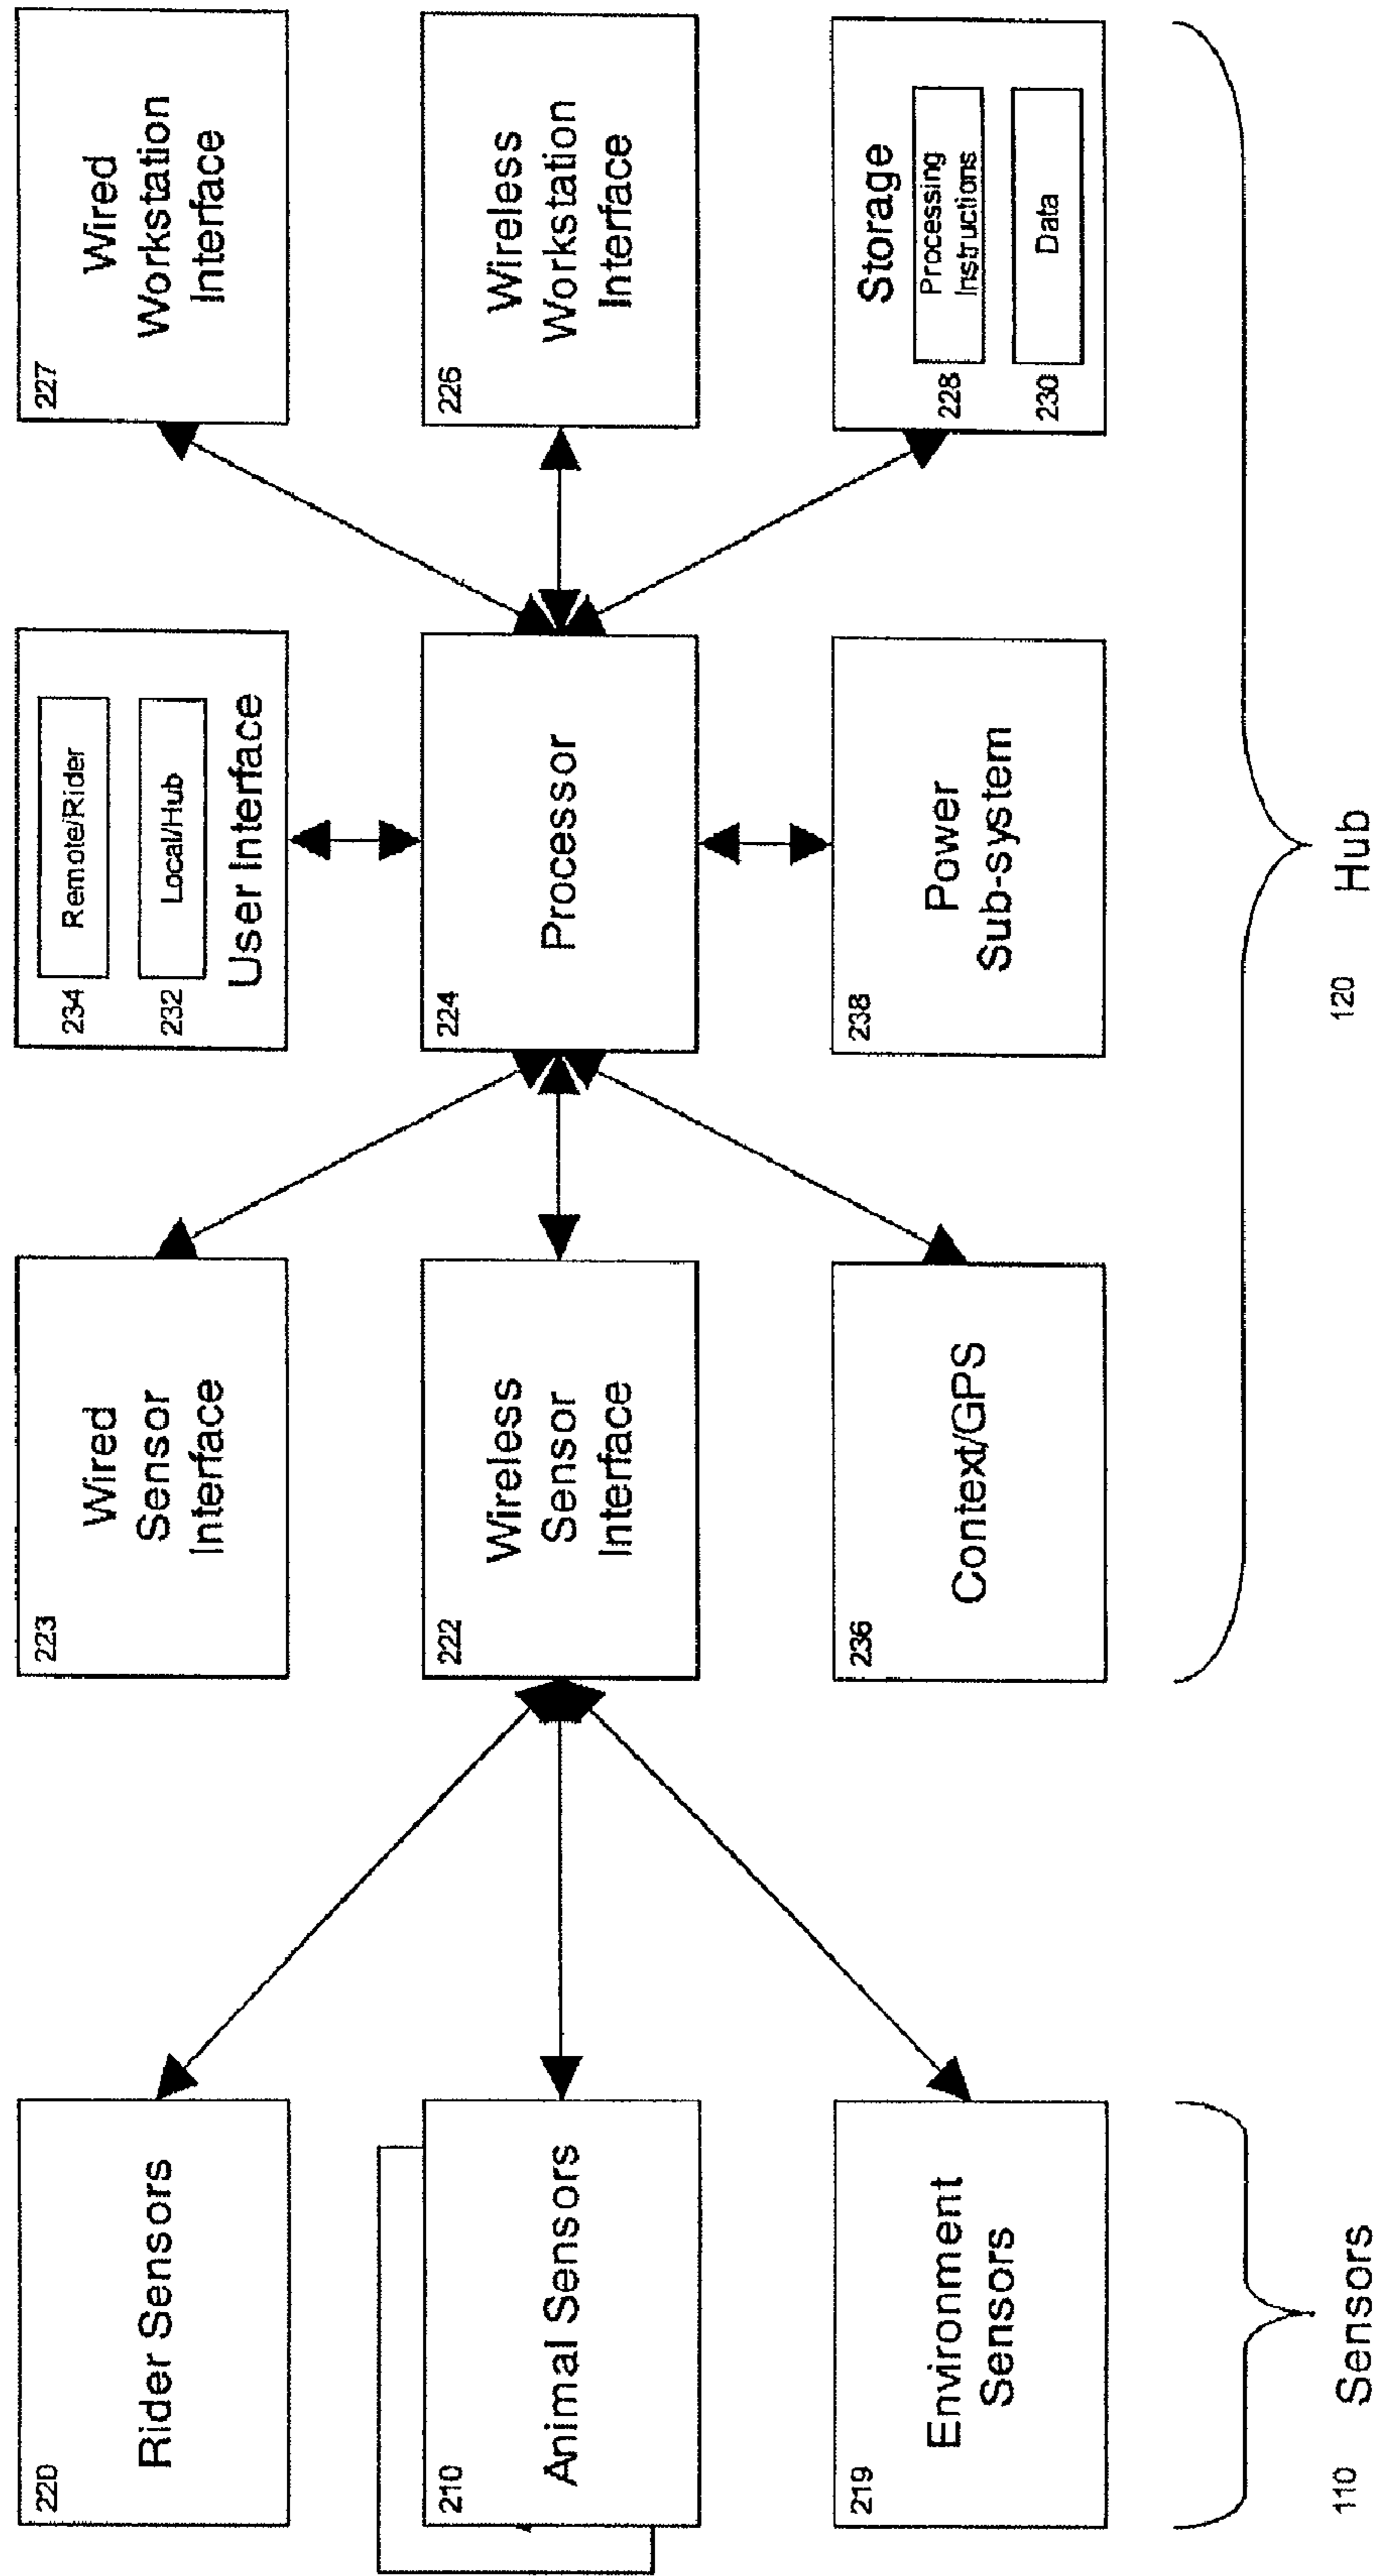 220
Rider Sensors
210
Animal Sensors
219
Environment
Sensors
110 Sensors
223
Wired
Sensor
Interface
222
Wireless
Sensor
Interface
236
Context/GPS
234
Remote/Rider
232
Local/Hub
User Interface
224
Processor
238
Power
Sub-system
227
Wired
Workstation
Interface
226
Wireless
Workstation
Interface
Storage
228
Processing
Instructions
230
Data
120 Hub